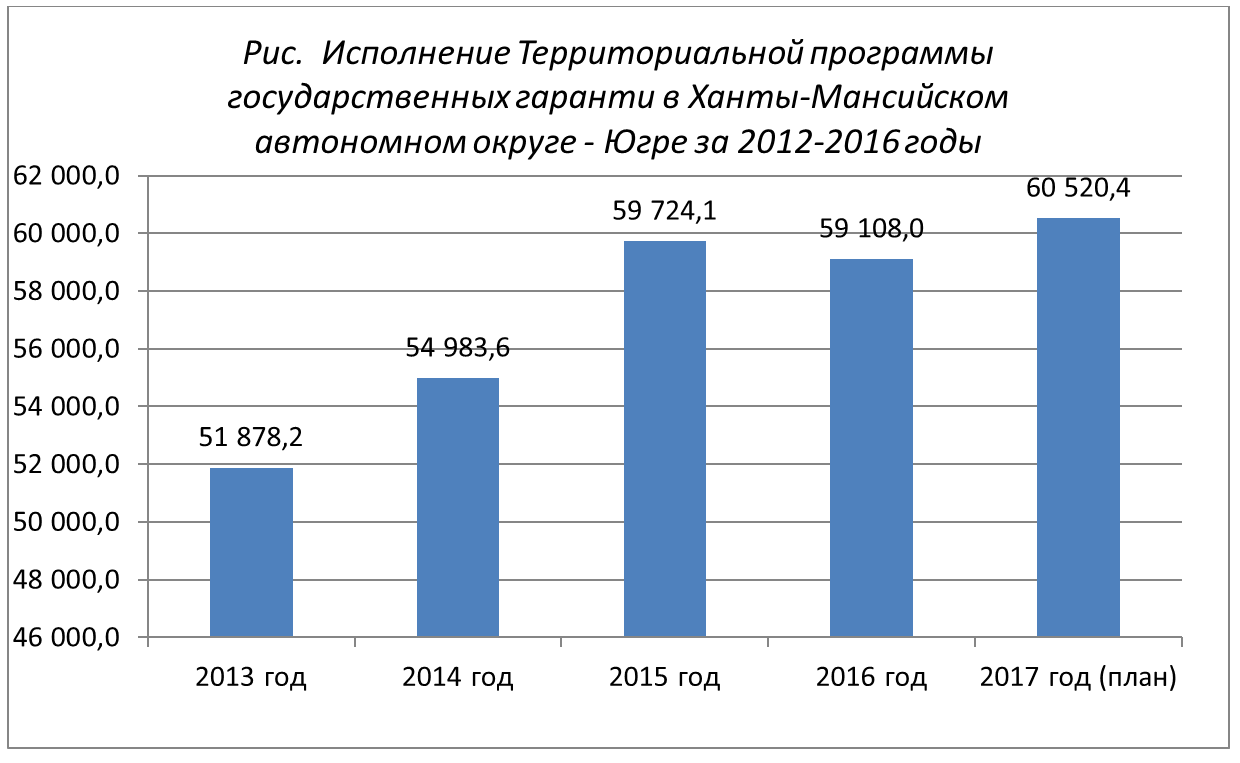 Рис.  Исполнение Территориальной программы
государственных гаранти в Ханты-Мансийском
автономном округе - Югре за 2012-2016 годы
62 000,0
60 000,0
58 000,0
56 000,0
54 000,0
52 000,0
50 000,0
48 000,0
46 000,0
51 878,2
54 983,6
59 724,1
59 108,0
60 520,4
2013 год
2014 год
2015 год
2016 год
2017 год (план)